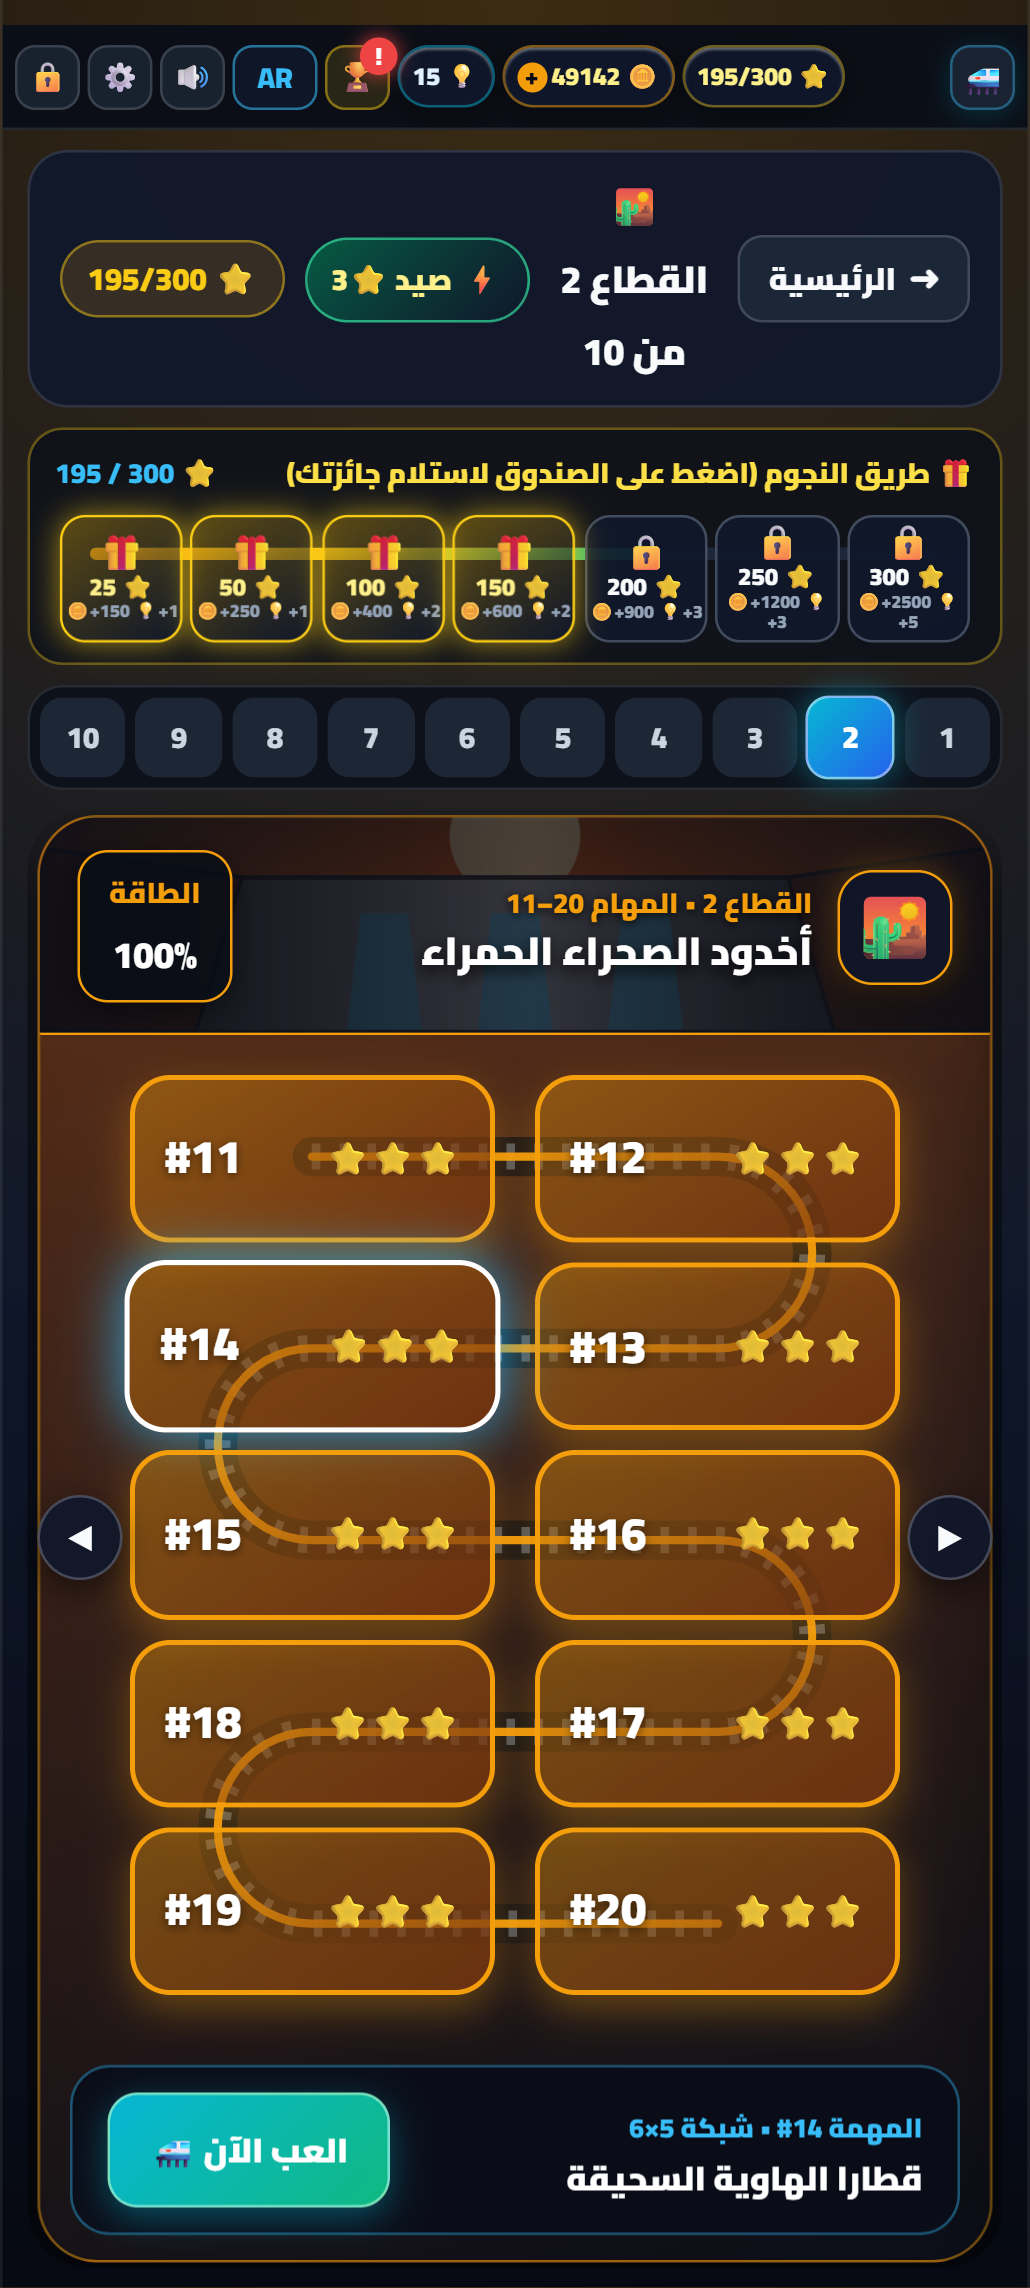 195/300
+ 49142
15
!
AR
الرئيسية
القطاع 2
من 10
صيد 3
195/300
طريق النجوم (اضغط على الصندوق لاستلام جائزتك)
195 / 300
300
+2500
+5
250
+1200
+3
200
+900 +3
150
+600 +2
100
+400 +2
50
+250 +1
25
+150 +1
1 2 3 4 5 6 7 8 9 10
القطاع 2 • المهام 11–20
أخدود الصحراء الحمراء
الطاقة
100%
#11 #12
#14 #13
#15 #16
#18 #17
#19 #20
المهمة #14 • شبكة 5×6
قطارا الهاوية السحيقة
العب الآن